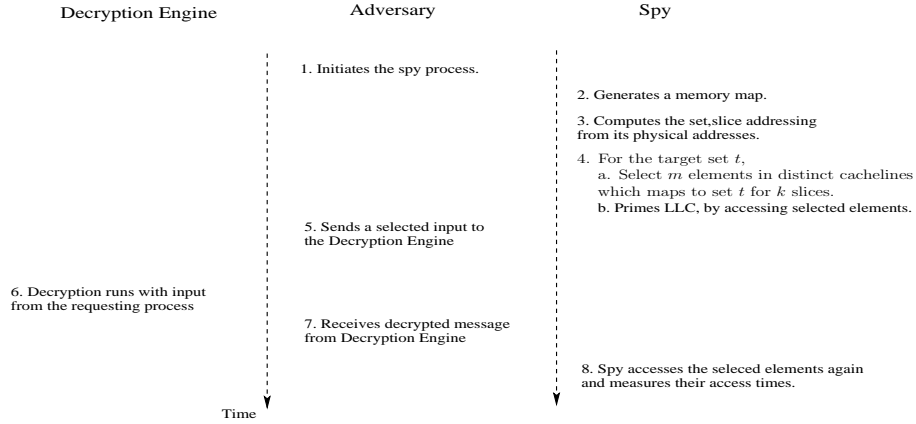 Decryption Engine
Adversary
Spy
1. Initiates the spy process.
2. Generates a memory map.
3. Computes the set,slice addressing
from its physical addresses.
4. For the target set t,
a. Select m elements in distinct cachelines
which maps to set t for k slices.
b. Primes LLC, by accessing selected elements.
5. Sends a selected input to
the Decryption Engine
6. Decryption runs with input
from the requesting process
7. Receives decrypted message
from Decryption Engine
8. Spy accesses the seleced elements again
and measures their access times.
Time